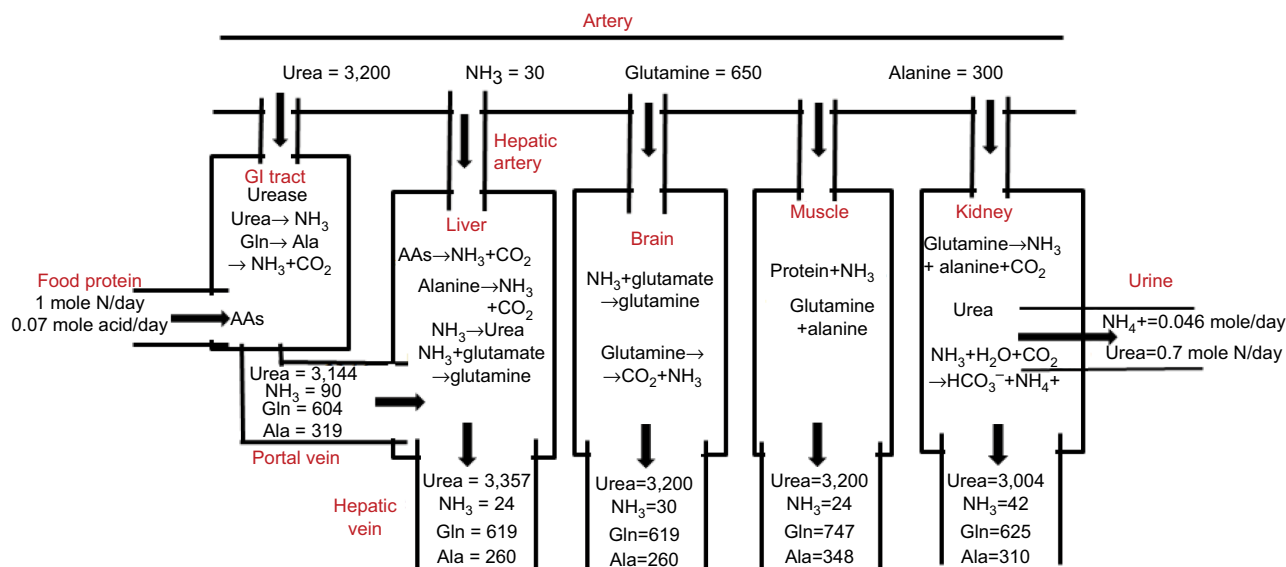 Artery
Urea = 3,200
NH3 = 30
Glutamine = 650
Alanine = 300
Hepatic
artery
GI tract
Urease
Urea→ NH3
Gln→ Ala
→ NH3+CO2
Food protein
1 mole N/day
0.07 mole acid/day
AAs
Urea = 3,144
NH3 = 90
Gln = 604
Ala = 319
Portal vein
Liver
AAs→NH3+CO2
Alanine→NH3
+CO2
NH3→Urea
NH3+glutamate
→glutamine
Hepatic
vein
Urea = 3,357
NH3 = 24
Gln = 619
Ala = 260
Brain
NH3+glutamate
→glutamine
Glutamine→
→CO2+NH3
Urea=3,200
NH3=30
Gln=619
Ala=260
Muscle
Protein+NH3
Glutamine
+alanine
Urea=3,200
NH3=24
Gln=747
Ala=348
Kidney
Glutamine→NH3
+ alanine+CO2
Urea
NH3+H2O+CO2
→HCO3−+NH4+
Urea=3,004
NH3=42
Gln=625
Ala=310
Urine
NH4+=0.046 mole/day
Urea=0.7 mole N/day